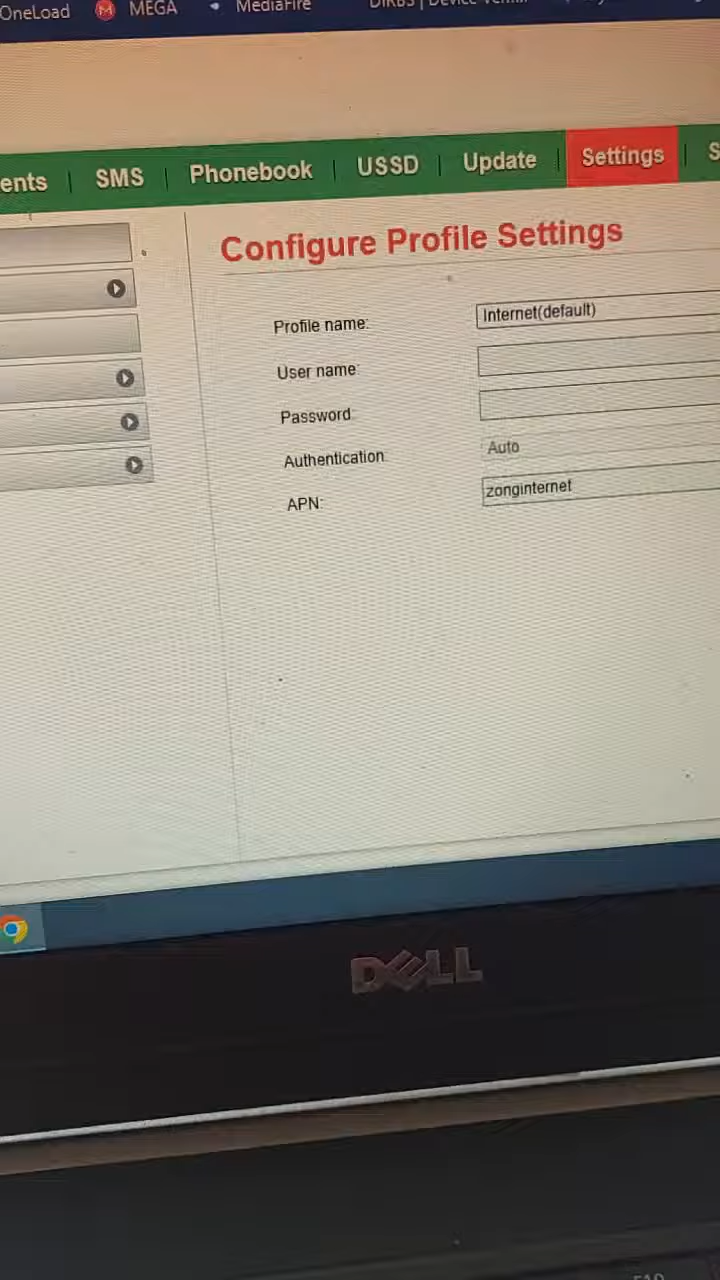 OneLoad MEGA MediaFire
ents SMS Phonebook USSD Update Settings S
Configure Profile Settings
Profile name: Internet(default)
User name:
Password:
Authentication: Auto
APN: zonginternet
DELL